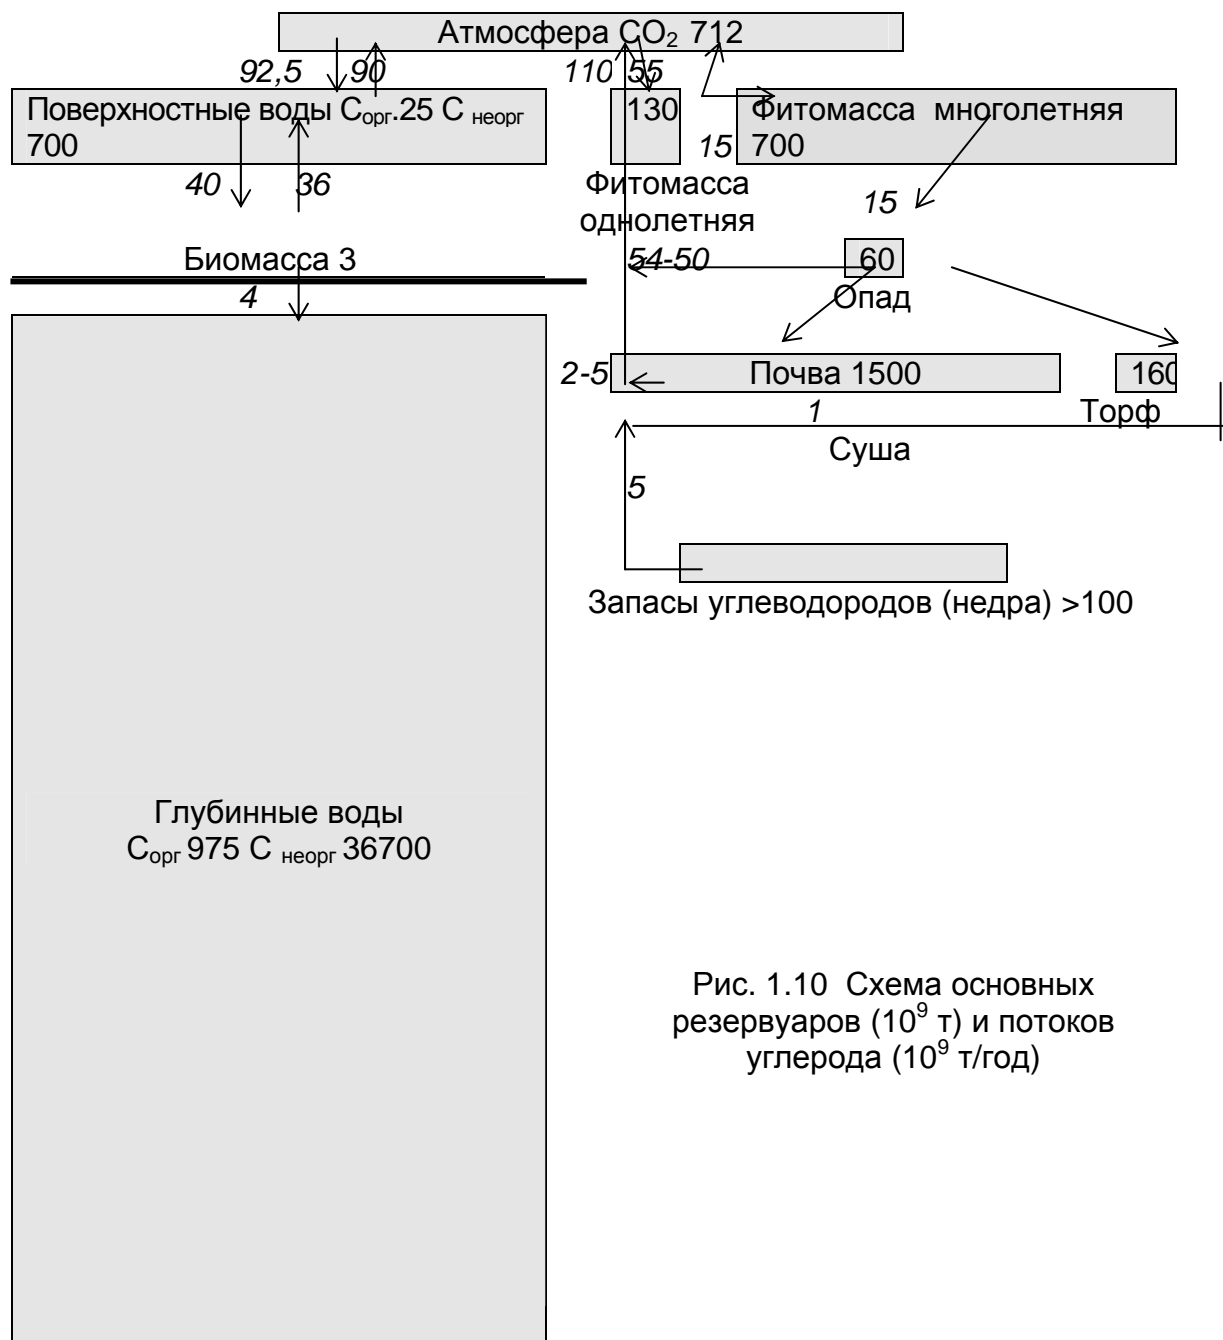 Атмосфера CO₂ 712
92,5 90 110 55
Поверхностные воды Cорг.25 C неорг
700
130
Фитомасса многолетняя
700
15
40 36
Фитомасса
однолетняя
15
Биомасса 3
54-50
60
Опад
4
2-5
Почва 1500
160
1
Торф
Суша
5
Запасы углеводородов (недра) >100
Глубинные воды
Cорг 975 C неорг 36700
Рис. 1.10 Схема основных
резервуаров (10⁹ т) и потоков
углерода (10⁹ т/год)